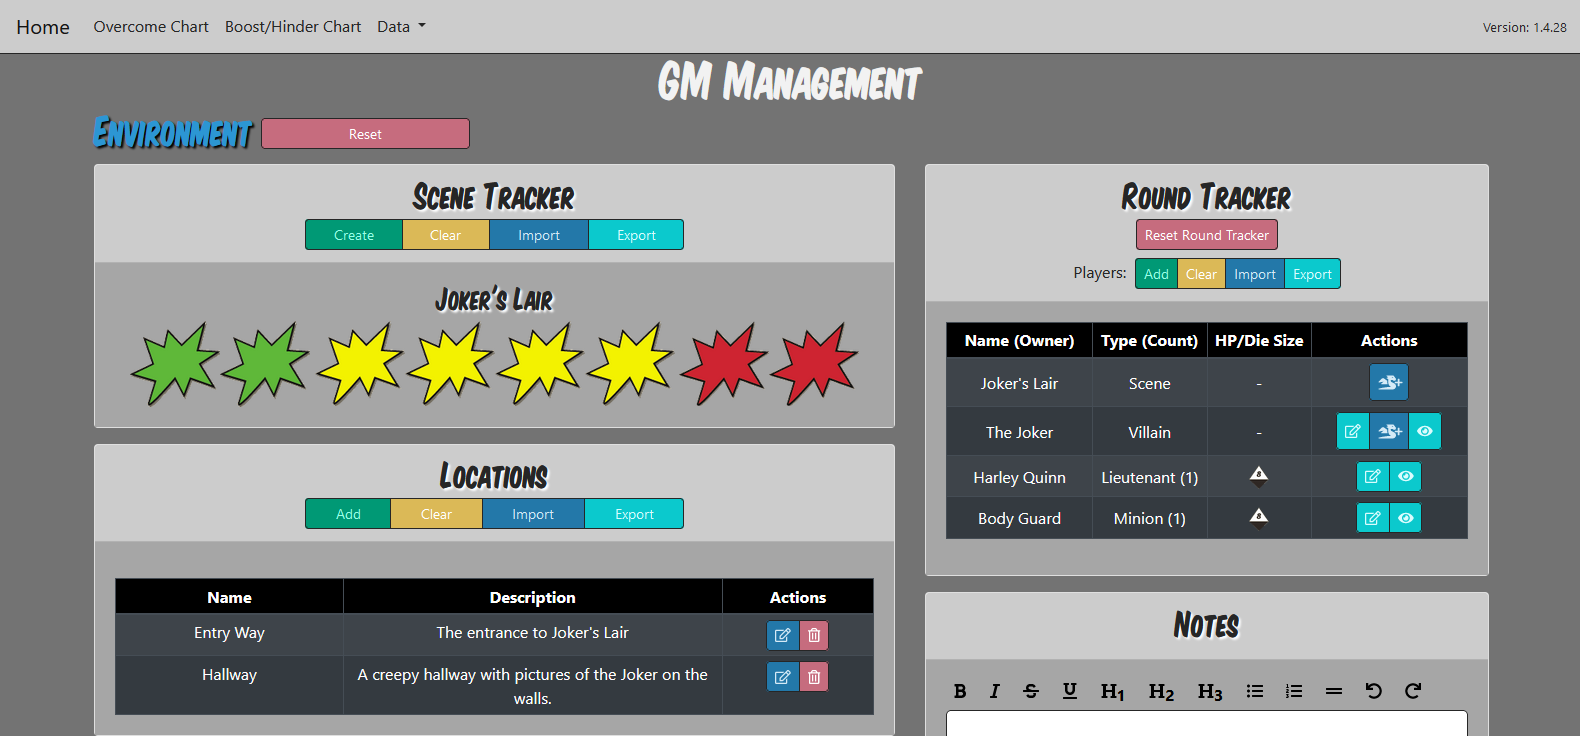 Home Overcome Chart Boost/Hinder Chart Data Version: 1.4.28
GM Management
Environment Reset
Scene Tracker
Create Clear Import Export
Joker's Lair
Locations
Add Clear Import Export
Name Description Actions
Entry Way The entrance to Joker's Lair
Hallway A creepy hallway with pictures of the Joker on the
walls.
Round Tracker
Reset Round Tracker
Players: Add Clear Import Export
Name (Owner) Type (Count) HP/Die Size Actions
Joker's Lair Scene -
The Joker Villain -
Harley Quinn Lieutenant (1) 8
Body Guard Minion (1) 8
Notes
B I S U H1 H2 H3